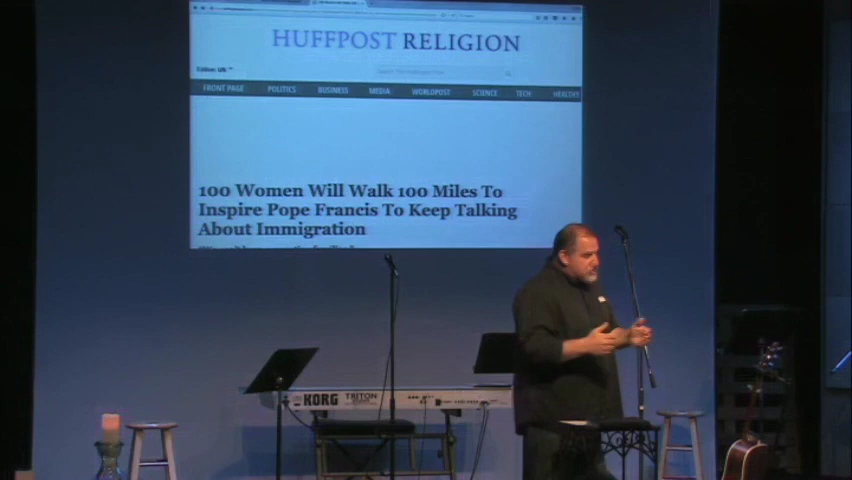 HUFFPOST RELIGION
FRONT PAGE POLITICS BUSINESS MEDIA WORLDPOST SCIENCE TECH HEALTHY
100 Women Will Walk 100 Miles To
Inspire Pope Francis To Keep Talking
About Immigration
KORG TRITON